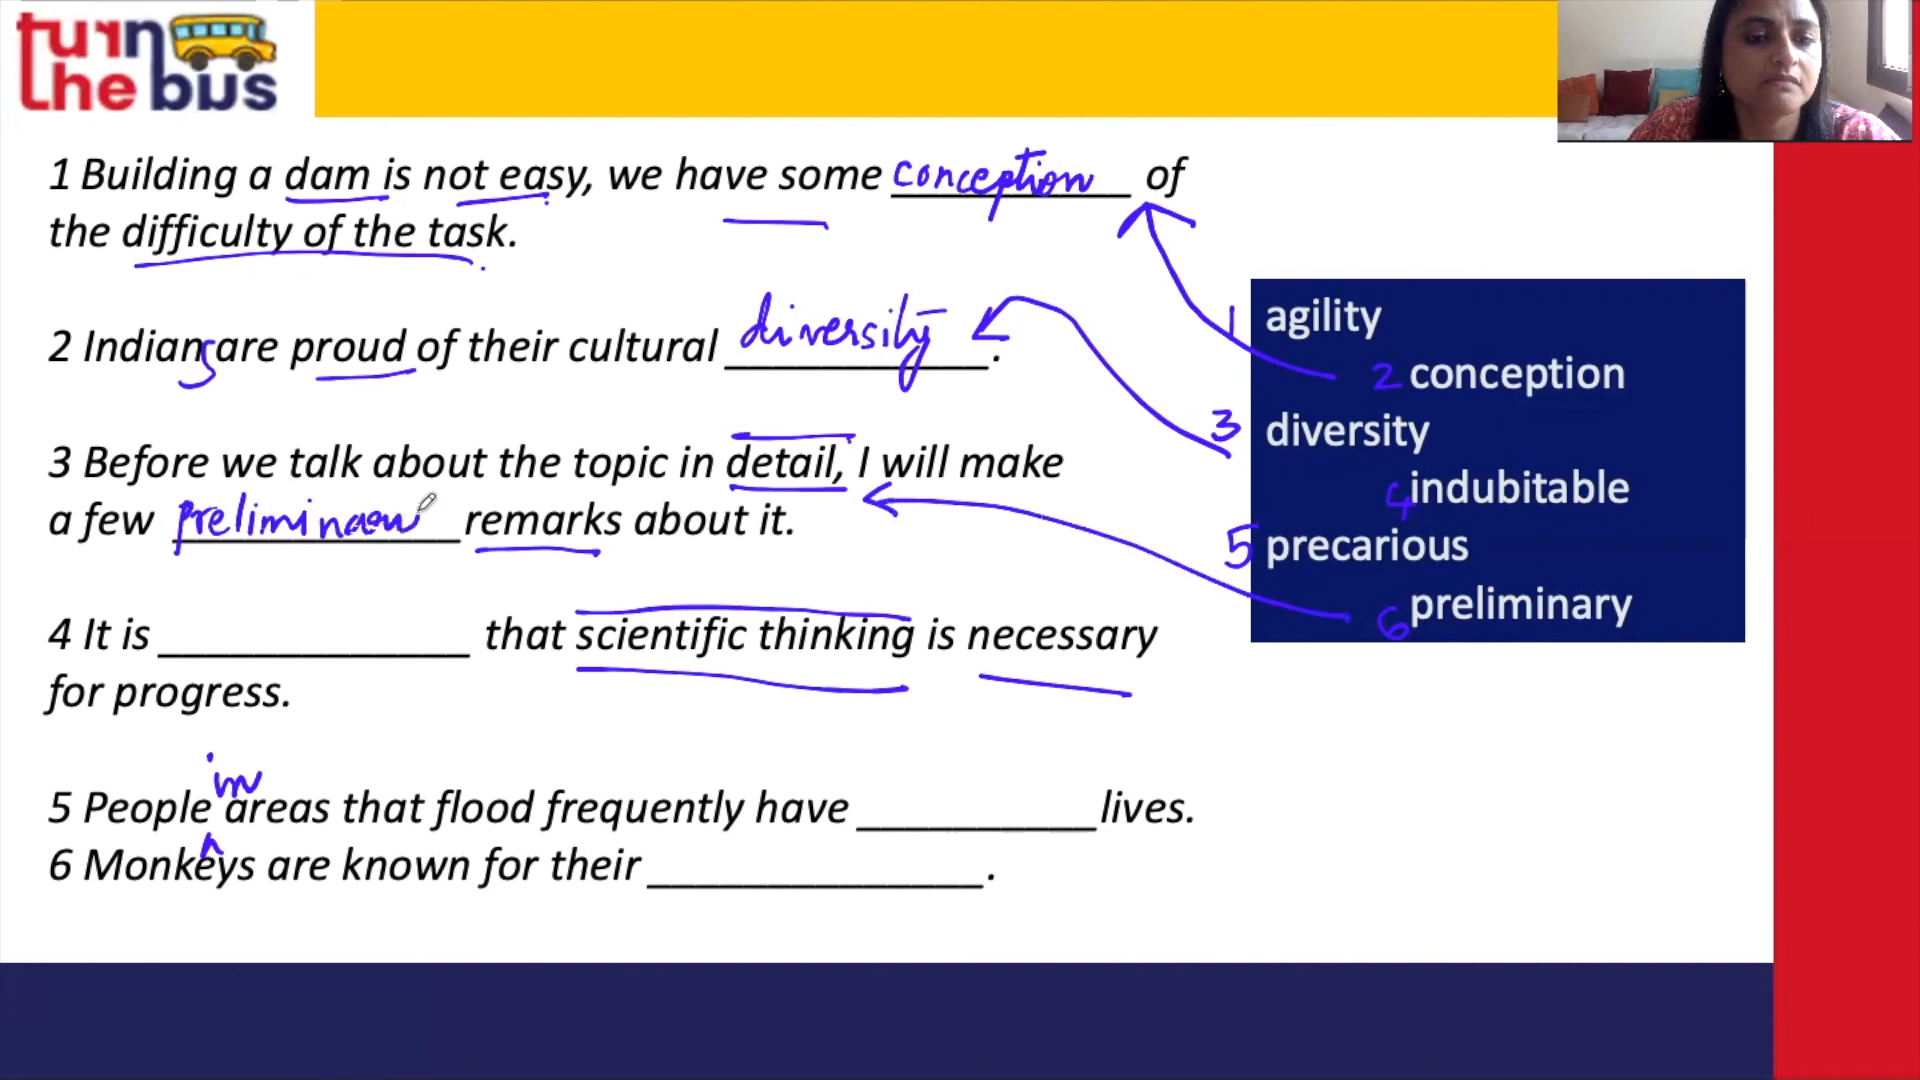 turn
the bus
1 Building a dam is not easy, we have some conception of
the difficulty of the task.
2 Indians are proud of their cultural diversity.
3 Before we talk about the topic in detail, I will make
a few remarks about it.
4 It is ______________ that scientific thinking is necessary
for progress.
in
5 People areas that flood frequently have ___________lives.
6 Monkeys are known for their _______________.
1 agility
2 conception
3 diversity
4 indubitable
5 precarious
6 preliminary